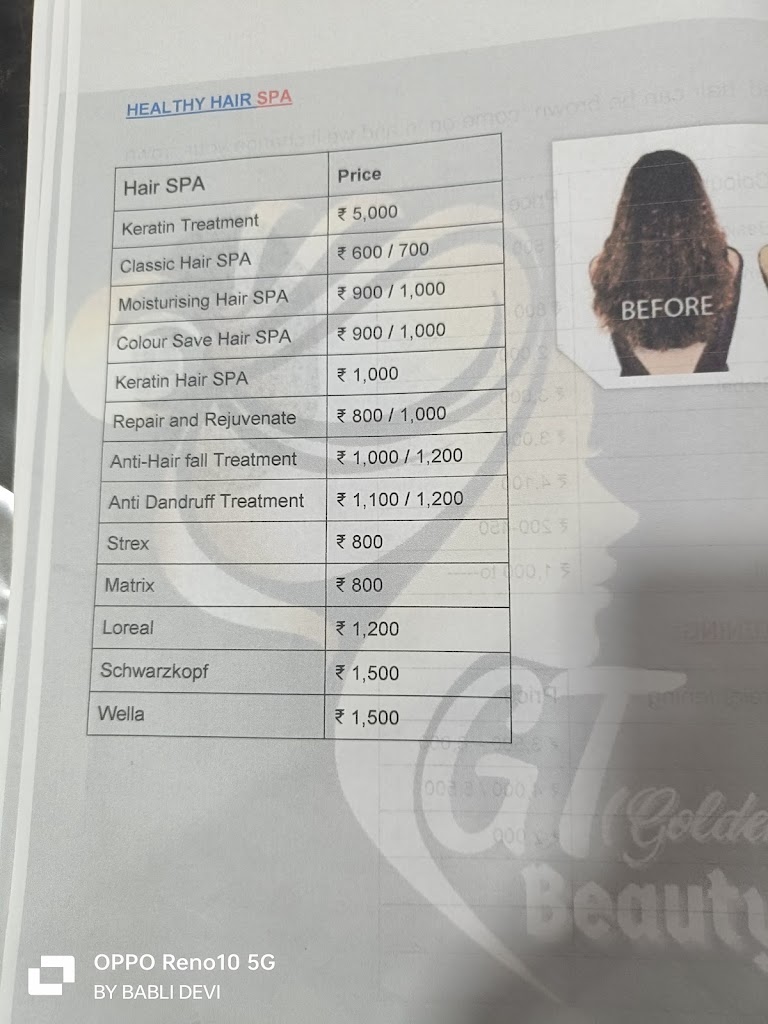 HEALTHY HAIR SPA
Hair SPA Price
Keratin Treatment ₹ 5,000
Classic Hair SPA ₹ 600 / 700
Moisturising Hair SPA ₹ 900 / 1,000
Colour Save Hair SPA ₹ 900 / 1,000
Keratin Hair SPA ₹ 1,000
Repair and Rejuvenate ₹ 800 / 1,000
Anti-Hair fall Treatment ₹ 1,000 / 1,200
Anti Dandruff Treatment ₹ 1,100 / 1,200
Strex ₹ 800
Matrix ₹ 800
Loreal ₹ 1,200
Schwarzkopf ₹ 1,500
Wella ₹ 1,500
BEFORE
GT
Golde
Beauty
OPPO Reno10 5G
BY BABLI DEVI